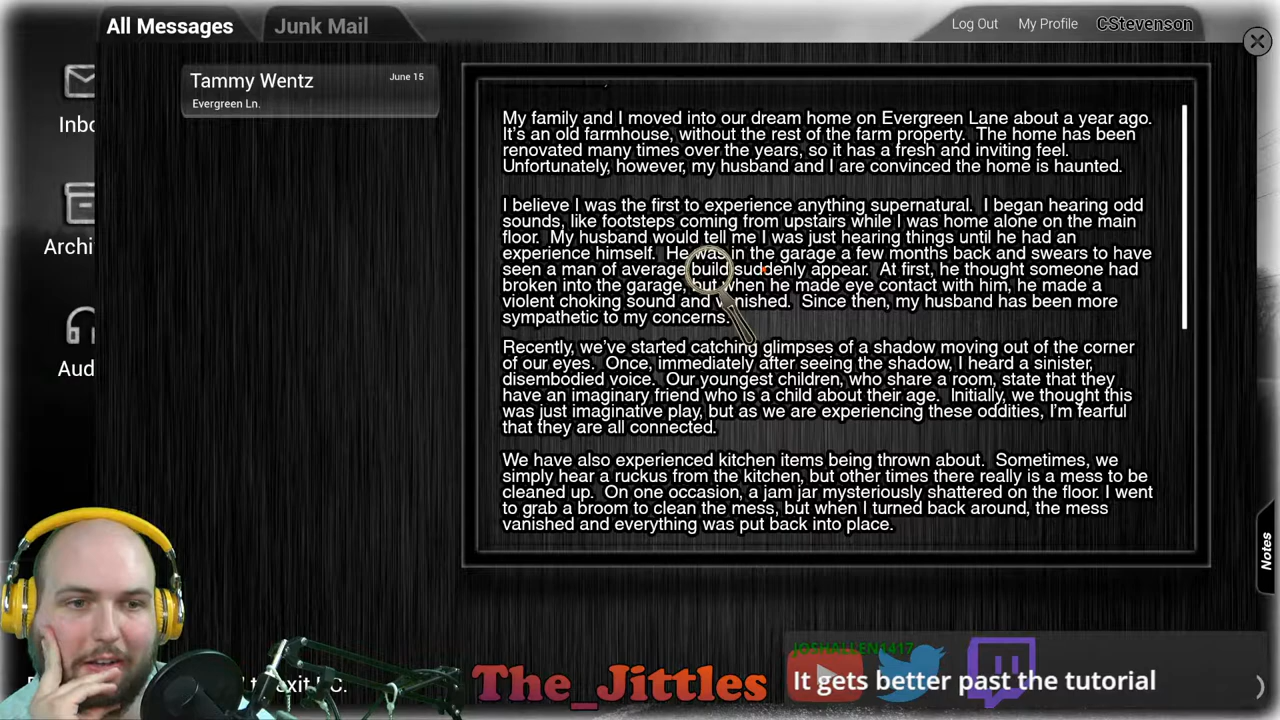 All Messages
Junk Mail
Log Out
My Profile
CStevenson
Tammy Wentz
June 15
Evergreen Ln.
My family and I moved into our dream home on Evergreen Lane about a year ago.
It's an old farmhouse, without the rest of the farm property. The home has been
renovated many times over the years, so it has a fresh and inviting feel.
Unfortunately, however, my husband and I are convinced the home is haunted.
I believe I was the first to experience anything supernatural. I began hearing odd
sounds, like footsteps coming from upstairs while I was home alone on the main
floor. My husband would tell me I was just hearing things until he had an
experience himself. He was in the garage a few months back and swears to have
seen a man of average build suddenly appear. At first, he thought someone had
broken into the garage, but when he made eye contact with him, he made a
violent choking sound and vanished. Since then, my husband has been more
sympathetic to my concerns.
Recently, we've started catching glimpses of a shadow moving out of the corner
of our eyes. Once, immediately after seeing the shadow, I heard a sinister,
disembodied voice. Our youngest children, who share a room, state that they
have an imaginary friend who is a child about their age. Initially, we thought this
was just imaginative play, but as we are experiencing these oddities, I'm fearful
that they are all connected.
We have also experienced kitchen items being thrown about. Sometimes, we
simply hear a ruckus from the kitchen, but other times there really is a mess to be
cleaned up. On one occasion, a jam jar mysteriously shattered on the floor. I went
to grab a broom to clean the mess, but when I turned back around, the mess
vanished and everything was put back into place.
Inbo
Archi
Aud
Notes
exit PC.
The_Jittles
JOSHALLEN1417
It gets better past the tutorial